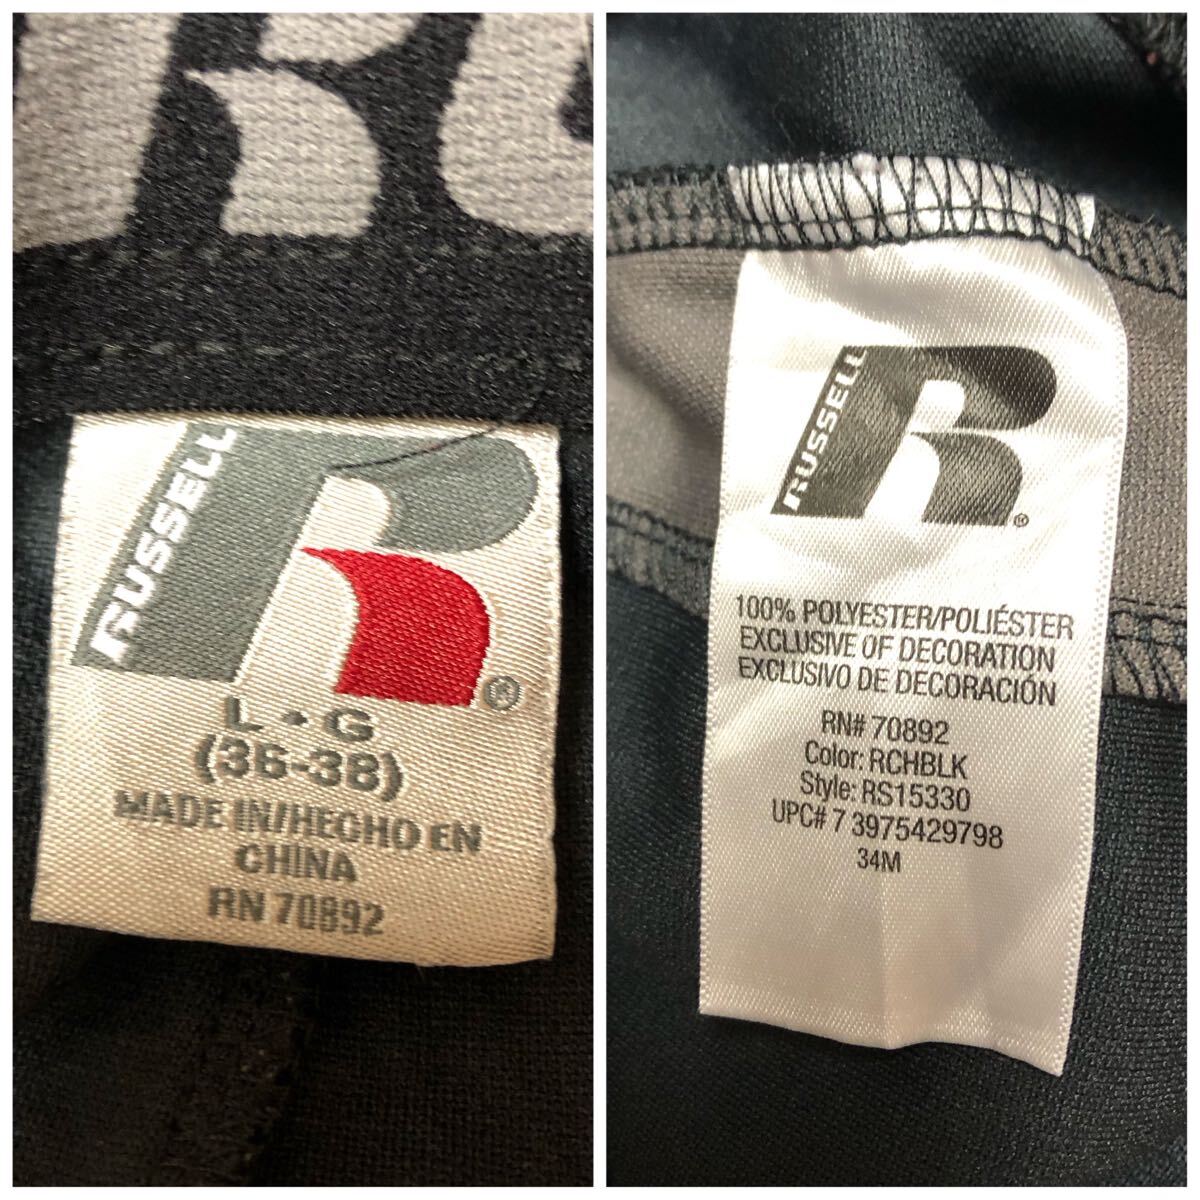 RUSSELL
®
L • G
(36-38)
MADE IN/HECHO EN
CHINA
RN 70892
RUSSELL
®
100% POLYESTER/POLIÉSTER
EXCLUSIVE OF DECORATION
EXCLUSIVO DE DECORACIÓN
RN# 70892
Color: RCHBLK
Style: RS15330
UPC# 7 3975429798
34M